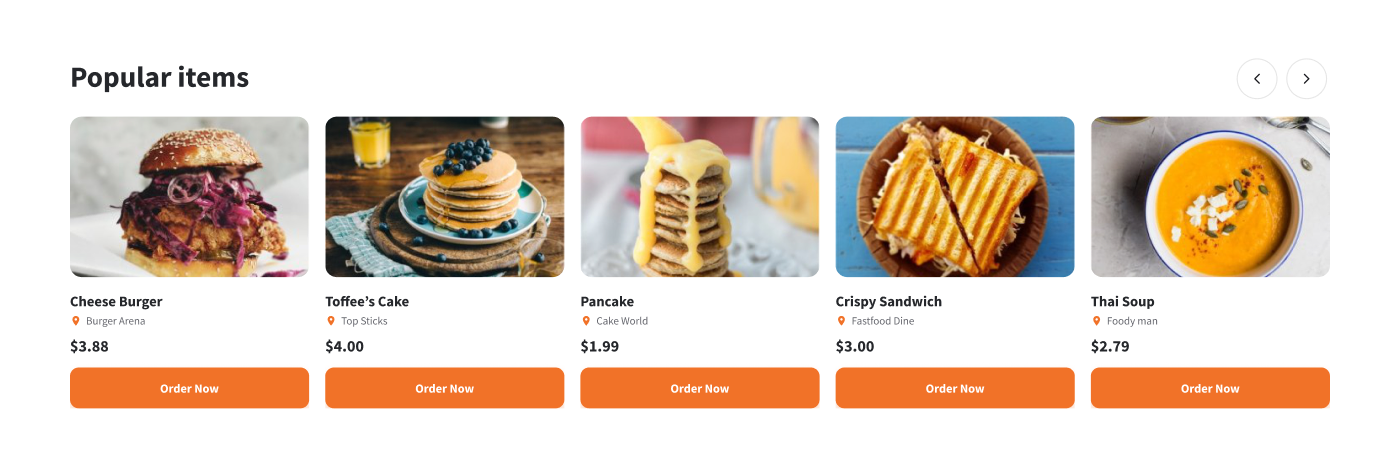 Popular items
Cheese Burger
Burger Arena
$3.88
Order Now
Toffee’s Cake
Top Sticks
$4.00
Order Now
Pancake
Cake World
$1.99
Order Now
Crispy Sandwich
Fastfood Dine
$3.00
Order Now
Thai Soup
Foody man
$2.79
Order Now